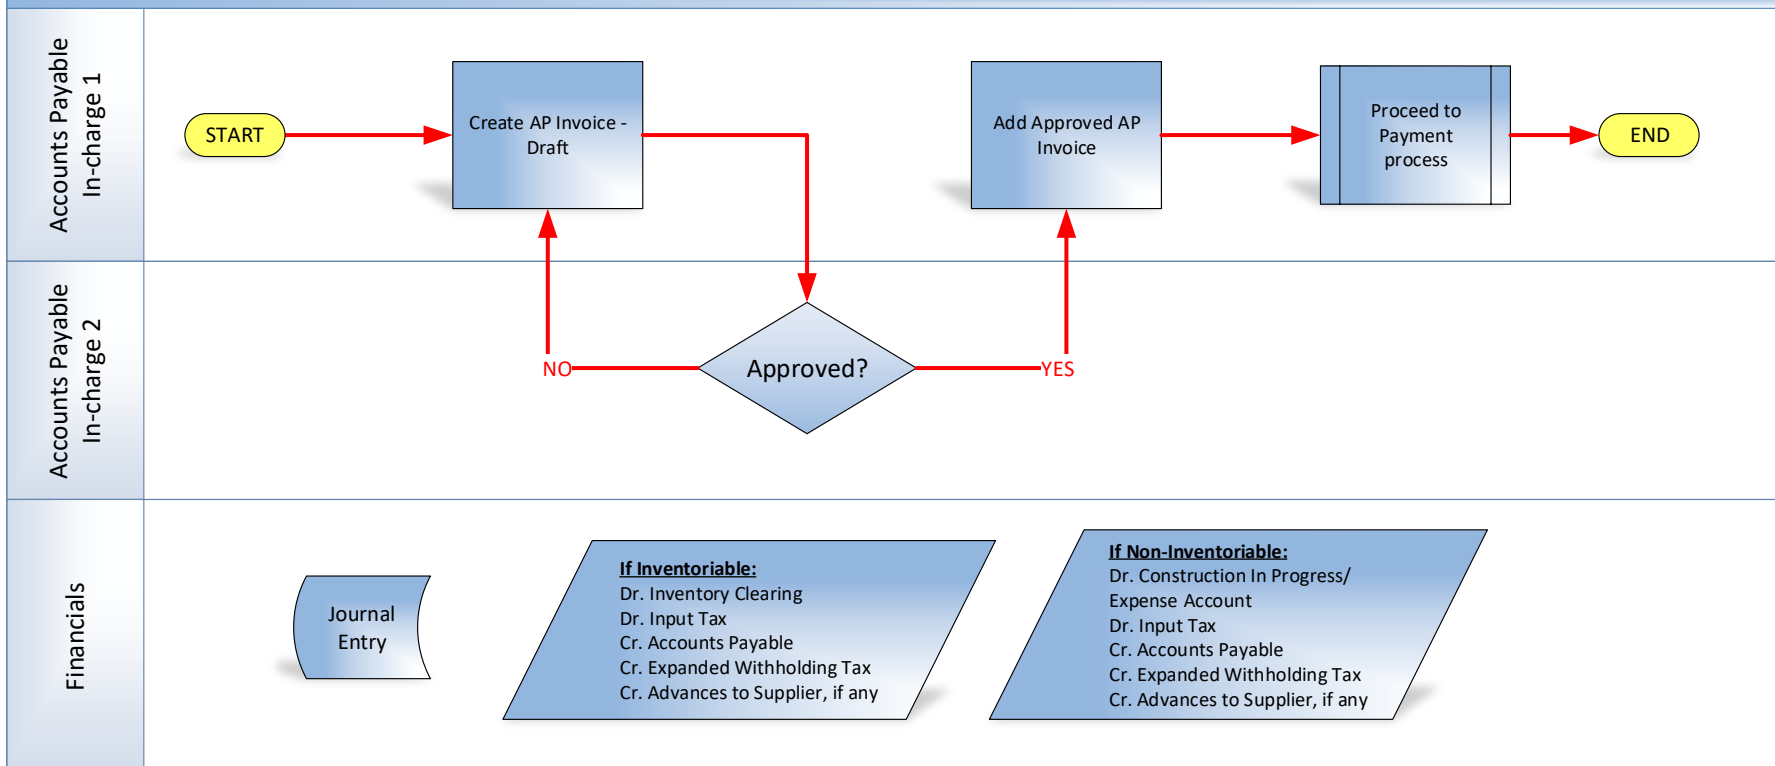 Accounts Payable
In-charge 1
START
Create AP Invoice -
Draft
Add Approved AP
Invoice
Proceed to
Payment
process
END
Accounts Payable
In-charge 2
NO
Approved?
YES
Financials
Journal
Entry
If Inventoriable:
Dr. Inventory Clearing
Dr. Input Tax
Cr. Accounts Payable
Cr. Expanded Withholding Tax
Cr. Advances to Supplier, if any
If Non-Inventoriable:
Dr. Construction In Progress/
Expense Account
Dr. Input Tax
Cr. Accounts Payable
Cr. Expanded Withholding Tax
Cr. Advances to Supplier, if any